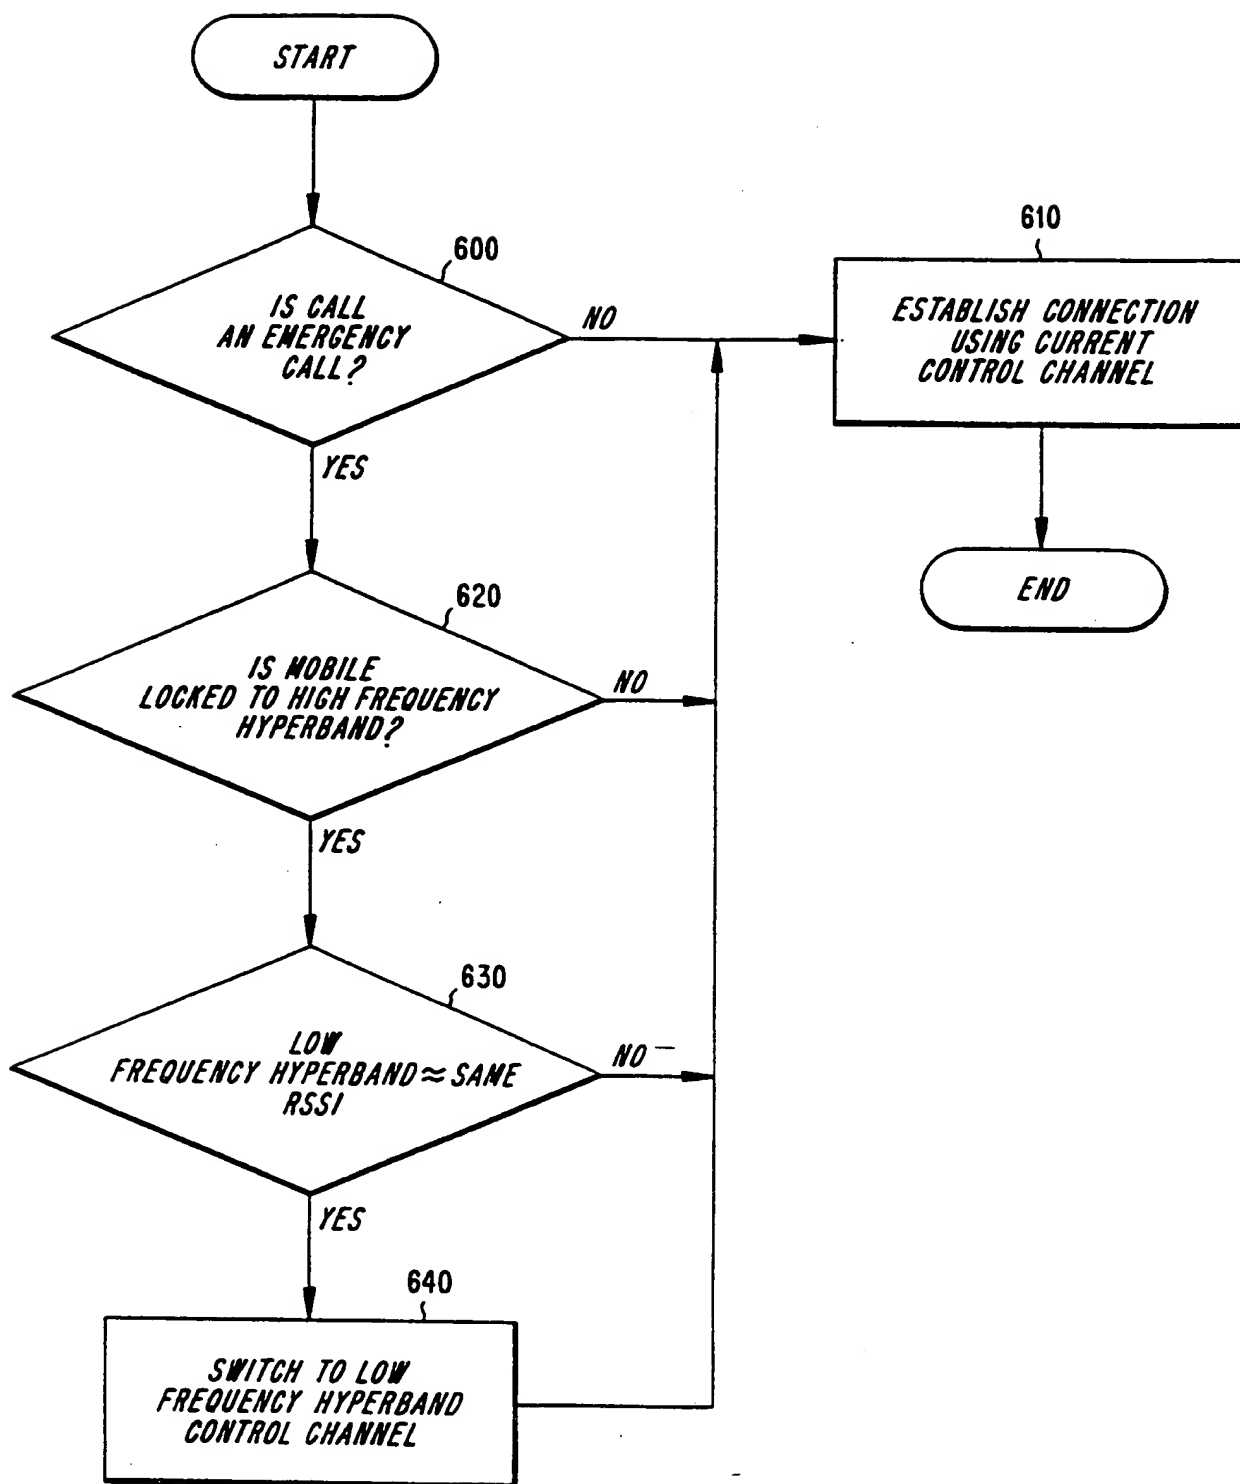 START
600
IS CALL
AN EMERGENCY
CALL?
NO
YES
610
ESTABLISH CONNECTION
USING CURRENT
CONTROL CHANNEL
END
620
IS MOBILE
LOCKED TO HIGH FREQUENCY
HYPERBAND?
NO
YES
630
LOW
FREQUENCY HYPERBAND ≈ SAME
RSSI
NO
YES
640
SWITCH TO LOW
FREQUENCY HYPERBAND
CONTROL CHANNEL